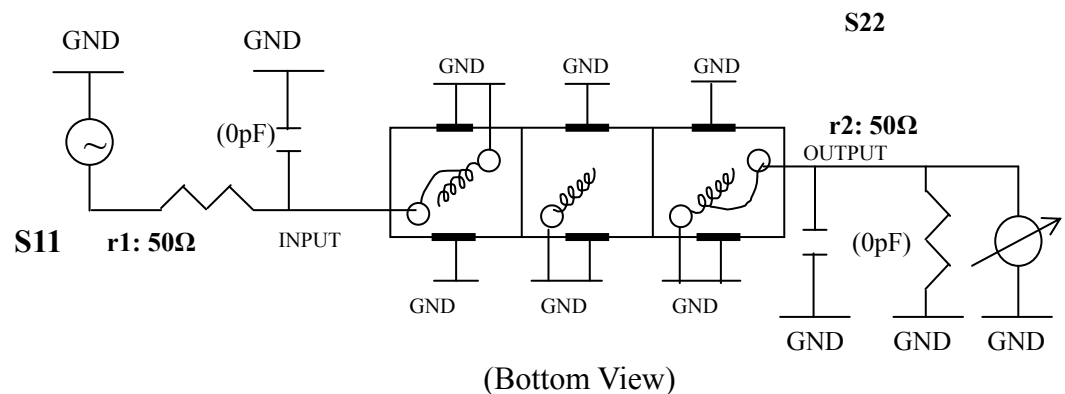 S22
GND
GND
GND
GND
GND
(0pF)
r2: 50Ω
OUTPUT
S11
r1: 50Ω
INPUT
(0pF)
GND
GND
GND
GND
GND
GND
(Bottom View)